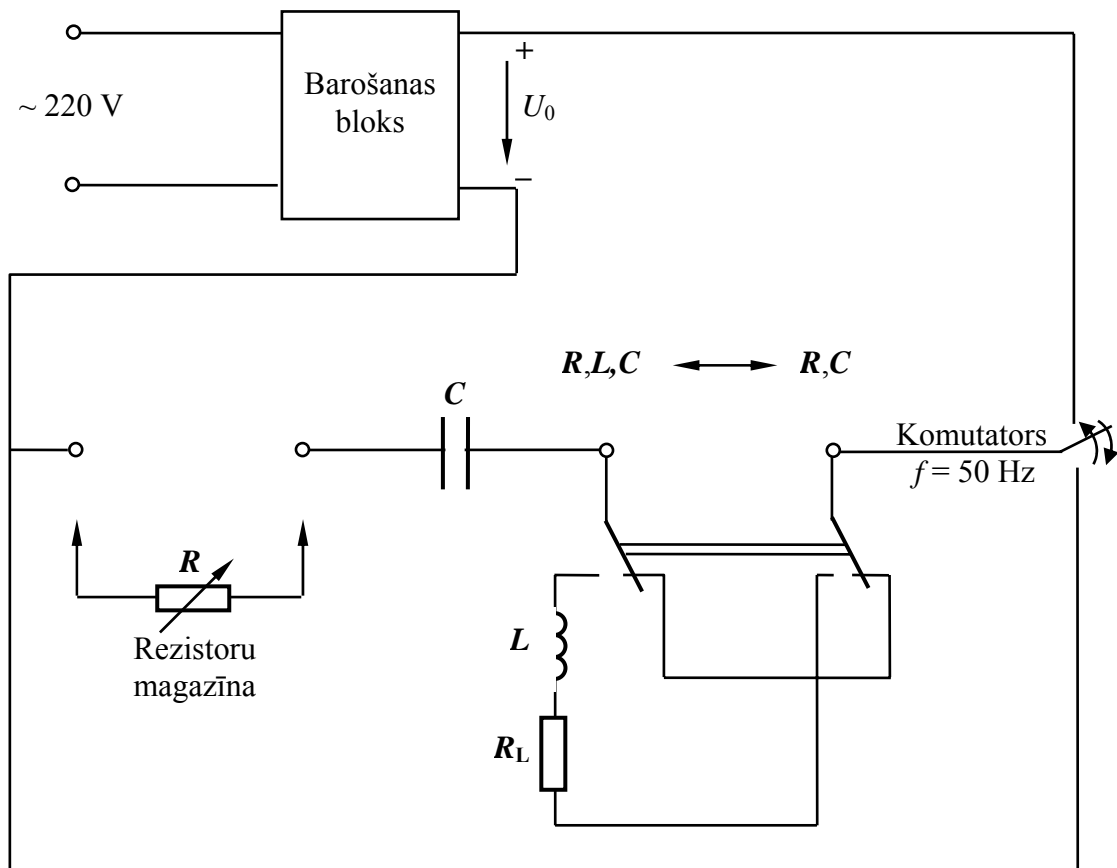 +
Barošanas
bloks
~ 220 V
U0
−
R,L,C R,C
C
Komutators
f = 50 Hz
R
Rezistoru
magazīna
L
RL